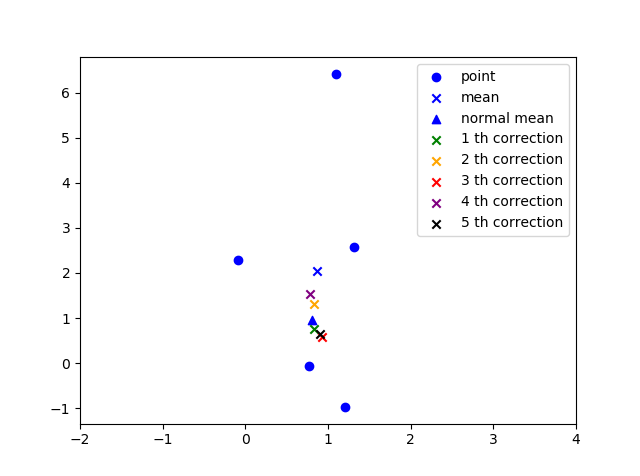 6
5
4
3
2
1
0
−1
−2
−1
0
1
2
3
4
point
mean
normal mean
1 th correction
2 th correction
3 th correction
4 th correction
5 th correction